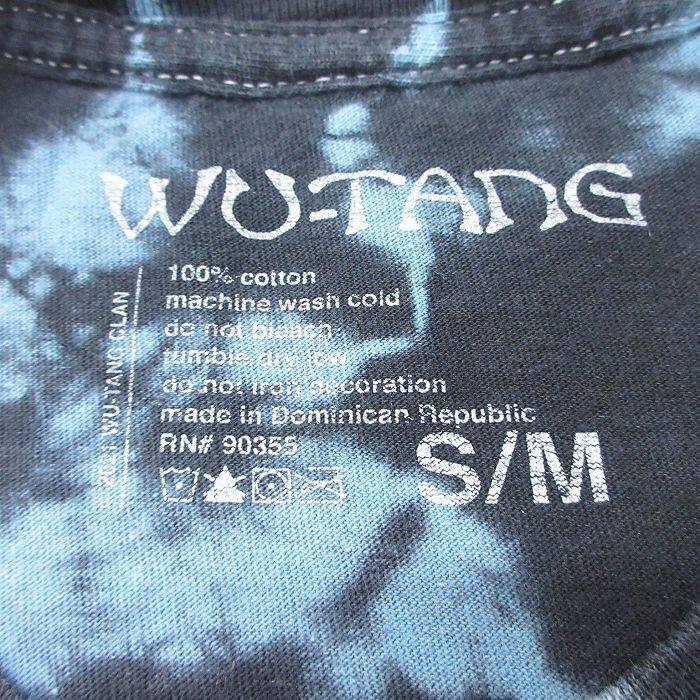 WU-TANG
© 2021 WU-TANG CLAN
100% cotton
machine wash cold
do not bleach
tumble dry low
do not iron decoration
made in Dominican Republic
RN# 90355
S/M